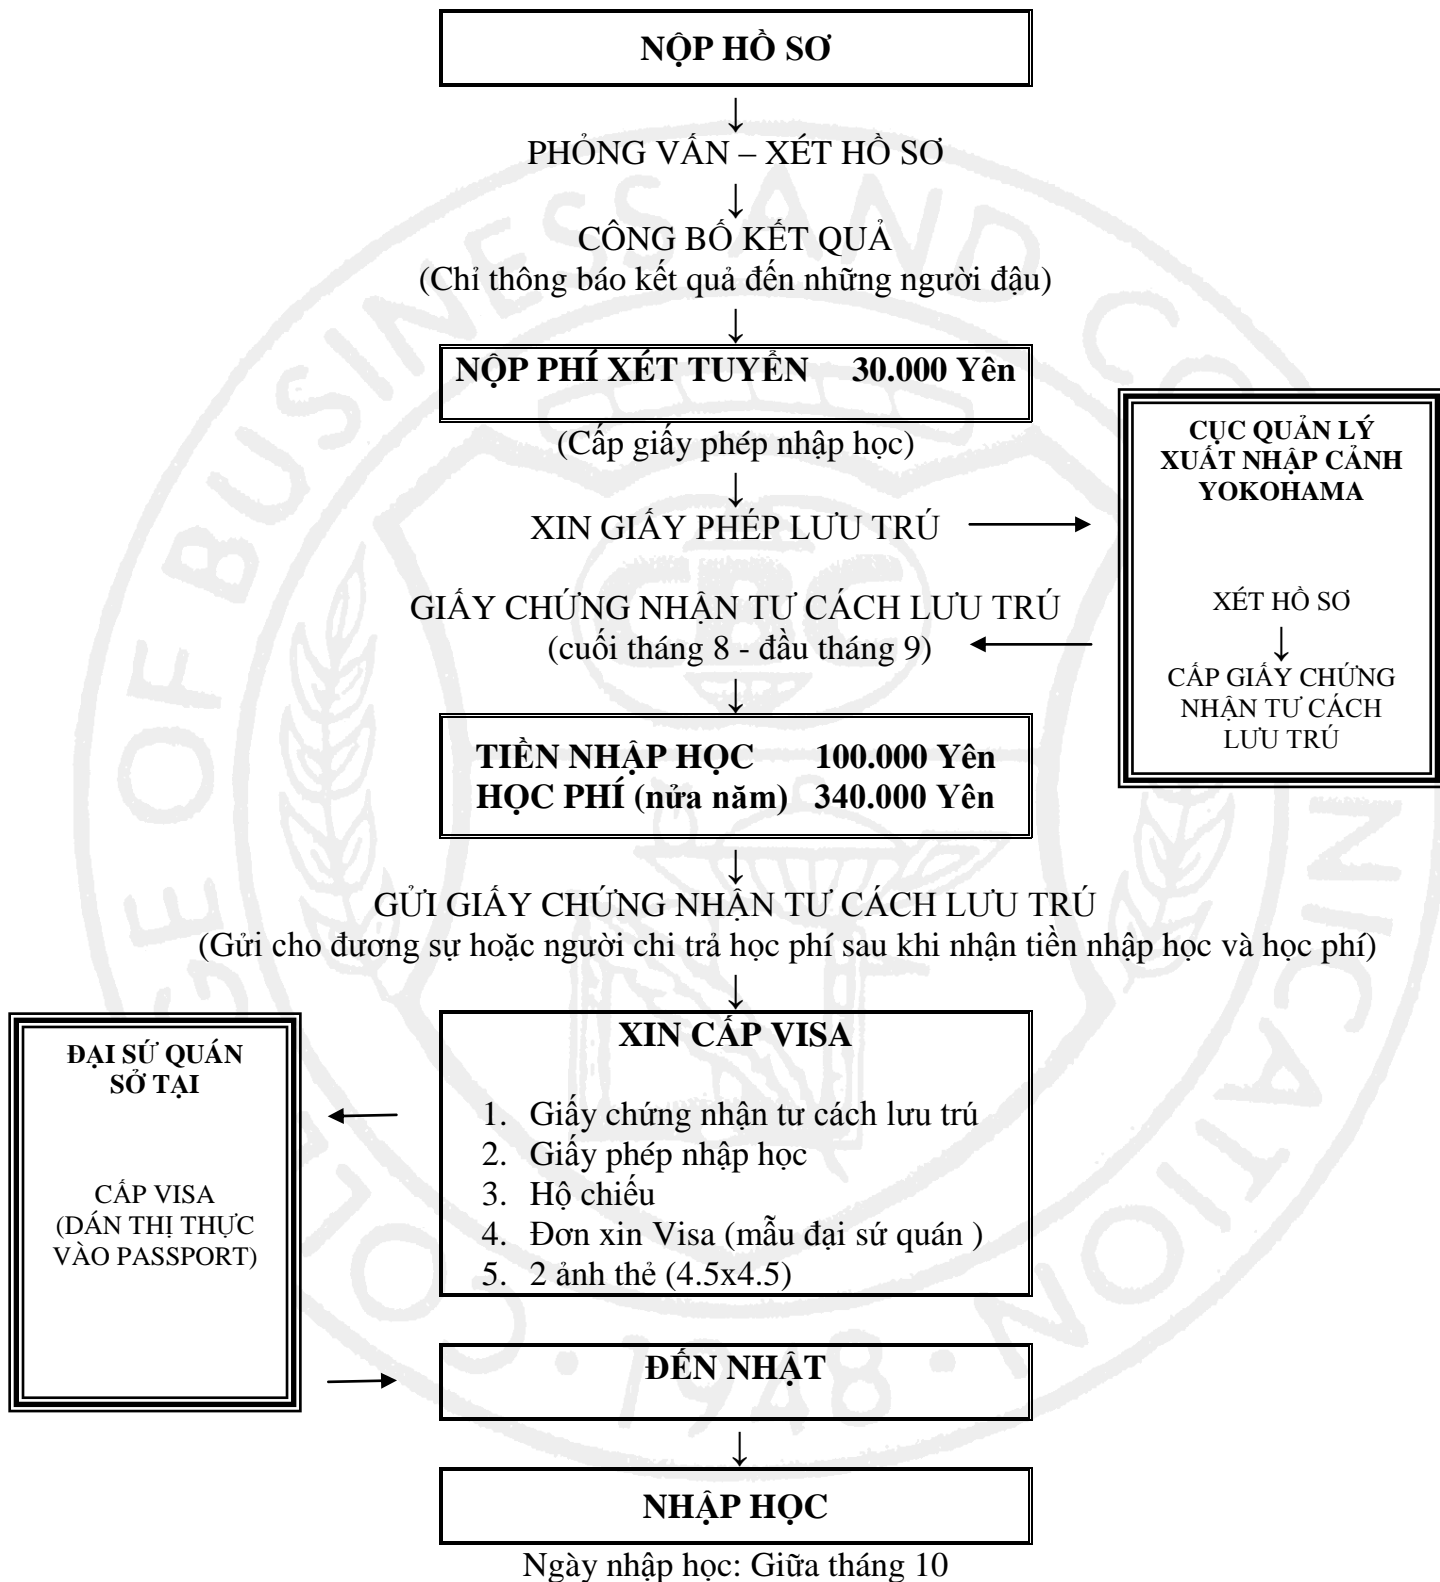 NỘP HỒ SƠ
↓
PHỎNG VẤN – XÉT HỒ SƠ
↓
CÔNG BỐ KẾT QUẢ
(Chỉ thông báo kết quả đến những người đậu)
↓
NỘP PHÍ XÉT TUYỂN 30.000 Yên
(Cấp giấy phép nhập học)
↓
XIN GIẤY PHÉP LƯU TRÚ
CỤC QUẢN LÝ
XUẤT NHẬP CẢNH
YOKOHAMA
XÉT HỒ SƠ
↓
CẤP GIẤY CHỨNG
NHẬN TƯ CÁCH
LƯU TRÚ
GIẤY CHỨNG NHẬN TƯ CÁCH LƯU TRÚ
(cuối tháng 8 - đầu tháng 9)
↓
TIỀN NHẬP HỌC 100.000 Yên
HỌC PHÍ (nửa năm) 340.000 Yên
↓
GỬI GIẤY CHỨNG NHẬN TƯ CÁCH LƯU TRÚ
(Gửi cho đương sự hoặc người chi trả học phí sau khi nhận tiền nhập học và học phí)
↓
XIN CẤP VISA
1. Giấy chứng nhận tư cách lưu trú
2. Giấy phép nhập học
3. Hộ chiếu
4. Đơn xin Visa (mẫu đại sứ quán )
5. 2 ảnh thẻ (4.5x4.5)
ĐẠI SỨ QUÁN
SỞ TẠI
CẤP VISA
(DÁN THỊ THỰC
VÀO PASSPORT)
ĐẾN NHẬT
↓
NHẬP HỌC
Ngày nhập học: Giữa tháng 10
COLLEGE OF BUSINESS AND COMMUNICATION
CBC
1948